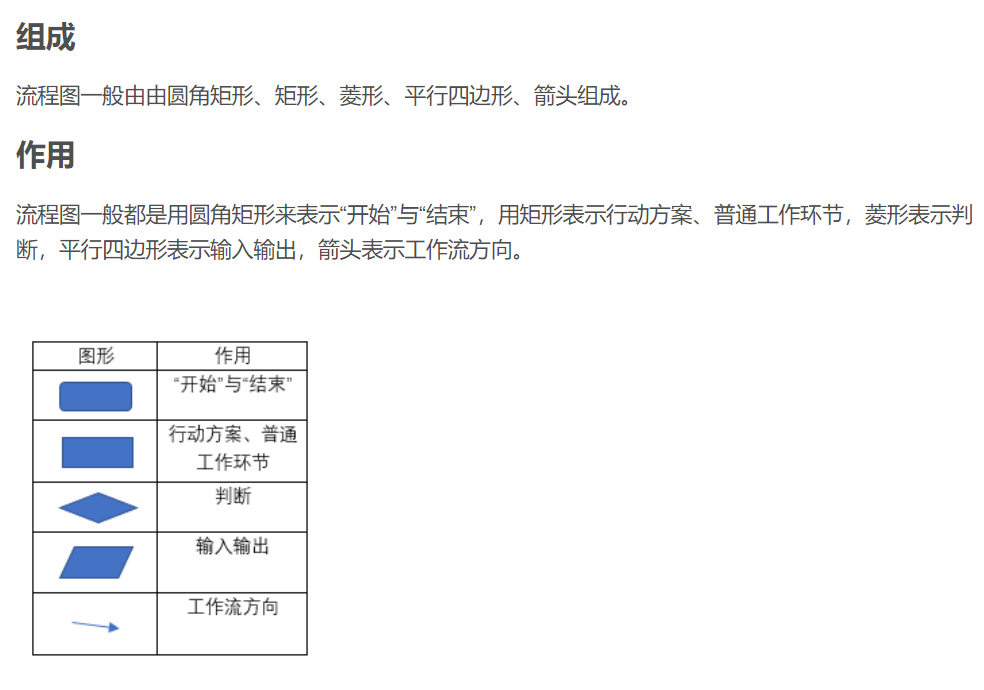 组成
流程图一般由由圆角矩形、矩形、菱形、平行四边形、箭头组成。
作用
流程图一般都是用圆角矩形来表示“开始”与“结束”，用矩形表示行动方案、普通工作环节，菱形表示判
断，平行四边形表示输入输出，箭头表示工作流方向。
图形 作用
“开始”与“结束”
行动方案、普通
工作环节
判断
输入输出
工作流方向